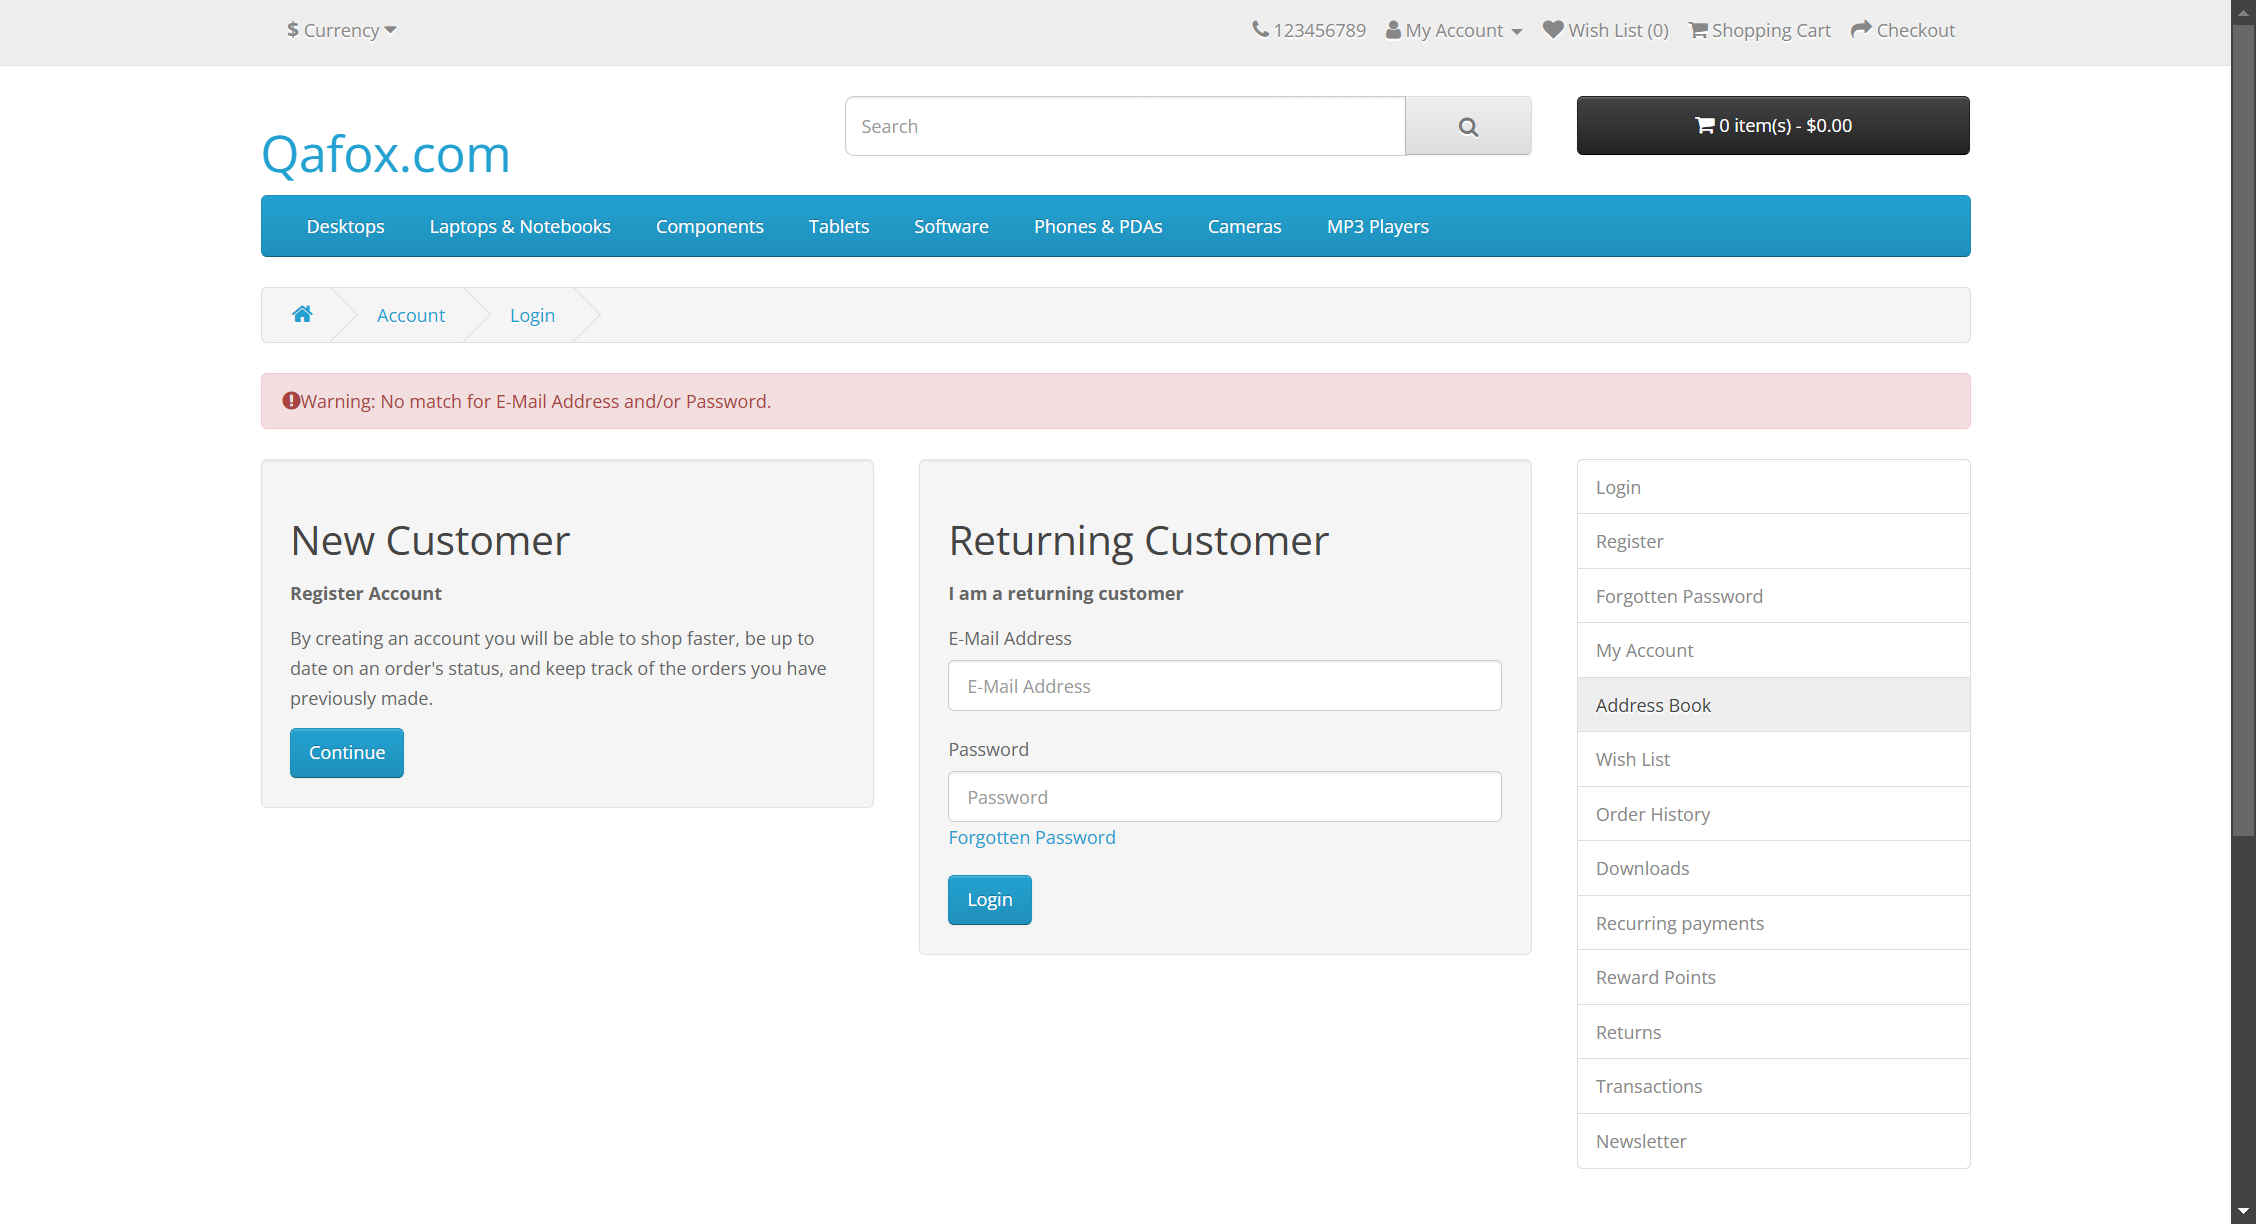 $ Currency
123456789 My Account Wish List (0) Shopping Cart Checkout
Qafox.com
Search
0 item(s) - $0.00
Desktops Laptops & Notebooks Components Tablets Software Phones & PDAs Cameras MP3 Players
Account Login
Warning: No match for E-Mail Address and/or Password.
New Customer
Register Account
By creating an account you will be able to shop faster, be up to
date on an order's status, and keep track of the orders you have
previously made.
Continue
Returning Customer
I am a returning customer
E-Mail Address
E-Mail Address
Password
Password
Forgotten Password
Login
Login
Register
Forgotten Password
My Account
Address Book
Wish List
Order History
Downloads
Recurring payments
Reward Points
Returns
Transactions
Newsletter